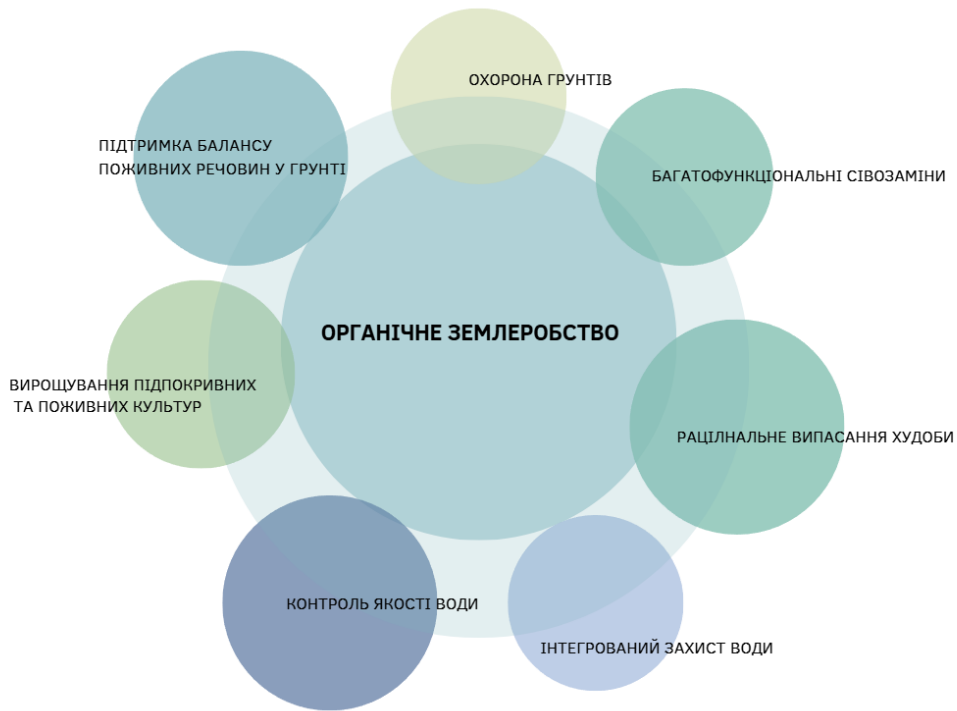 ОХОРОНА ГРУНТІВ
ПІДТРИМКА БАЛАНСУ
ПОЖИВНИХ РЕЧОВИН У ГРУНТІ
БАГАТОФУНКЦІОНАЛЬНІ СІВОЗАМІНИ
ОРГАНІЧНЕ ЗЕМЛЕРОБСТВО
ВИРОЩУВАННЯ ПІДПОКРИВНИХ
ТА ПОЖИВНИХ КУЛЬТУР
РАЦІЛНАЛЬНЕ ВИПАСАННЯ ХУДОБИ
КОНТРОЛЬ ЯКОСТІ ВОДИ
ІНТЕГРОВАНИЙ ЗАХИСТ ВОДИ